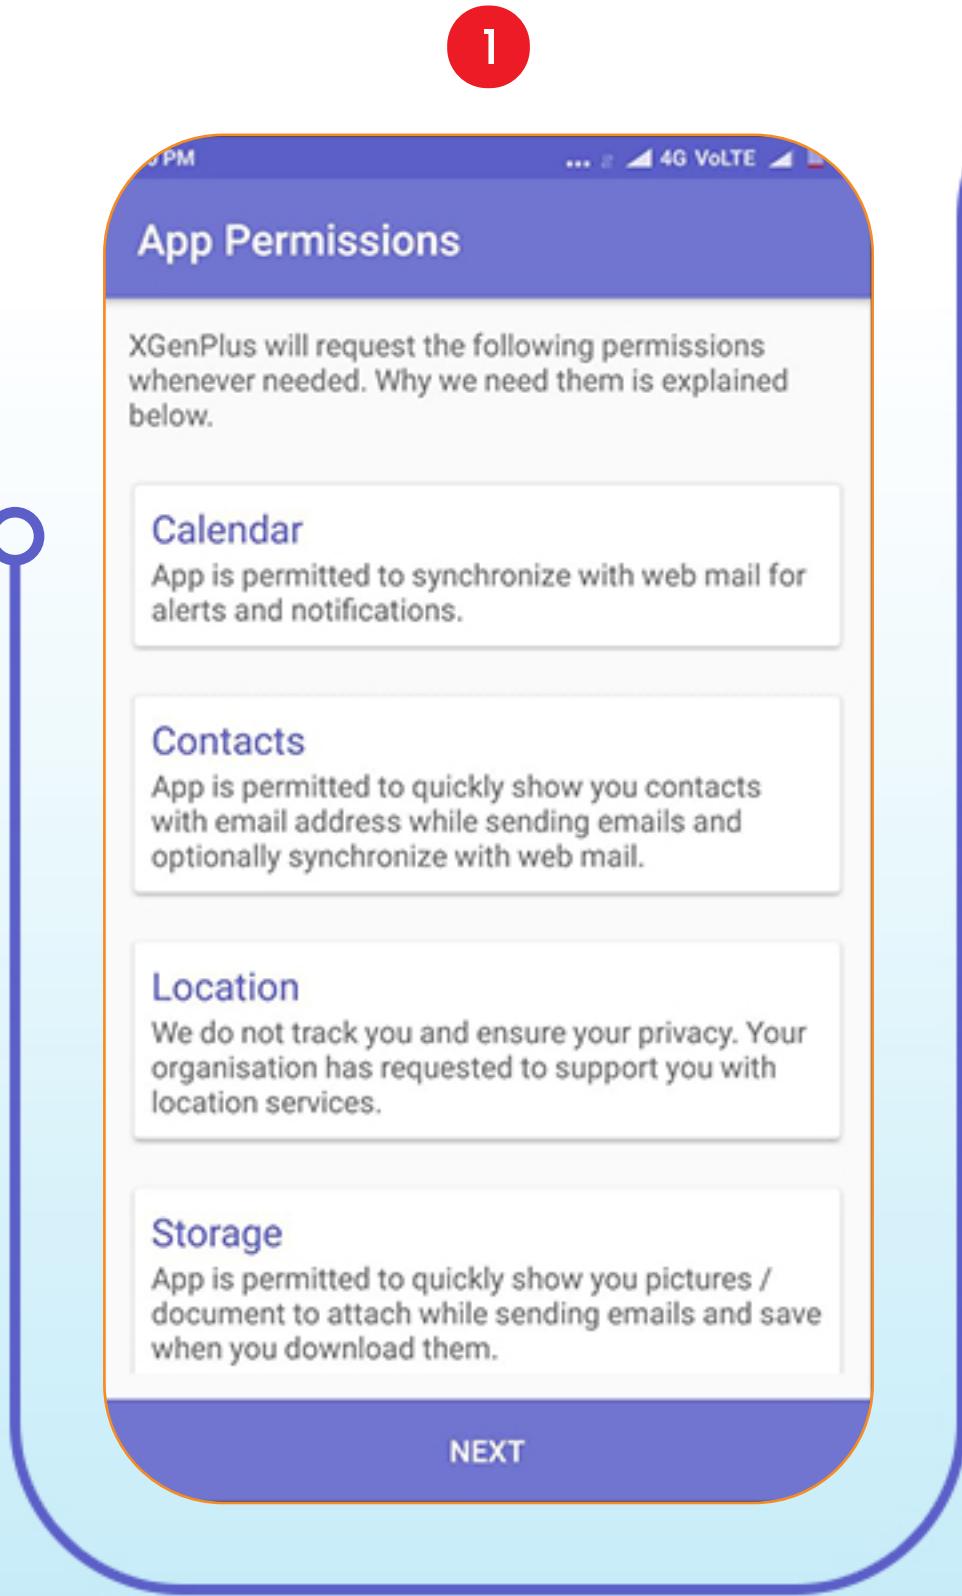 1
PM
4G VoLTE
App Permissions
XGenPlus will request the following permissions
whenever needed. Why we need them is explained
below.
Calendar
App is permitted to synchronize with web mail for
alerts and notifications.
Contacts
App is permitted to quickly show you contacts
with email address while sending emails and
optionally synchronize with web mail.
Location
We do not track you and ensure your privacy. Your
organisation has requested to support you with
location services.
Storage
App is permitted to quickly show you pictures /
document to attach while sending emails and save
when you download them.
NEXT